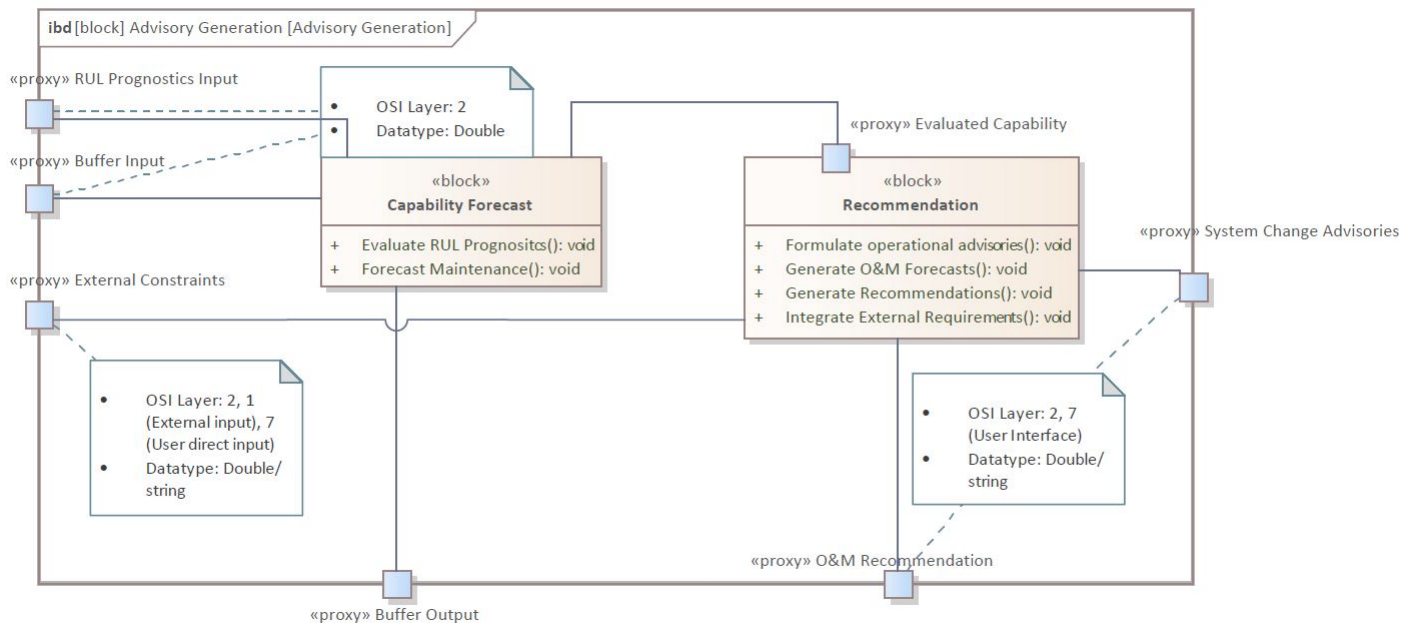 ibd [block] Advisory Generation [Advisory Generation]
«proxy» RUL Prognostics Input
• OSI Layer: 2
• Datatype: Double
«proxy» Evaluated Capability
«proxy» Buffer Input
«block»
Capability Forecast
+ Evaluate RUL Prognositcs(): void
+ Forecast Maintenance(): void
«block»
Recommendation
+ Formulate operational advisories(): void
+ Generate O&M Forecasts(): void
+ Generate Recommendations(): void
+ Integrate External Requirements(): void
«proxy» System Change Advisories
«proxy» External Constraints
• OSI Layer: 2, 1
(External input), 7
(User direct input)
• Datatype: Double/
string
• OSI Layer: 2, 7
(User Interface)
• Datatype: Double/
string
«proxy» O&M Recommendation
«proxy» Buffer Output